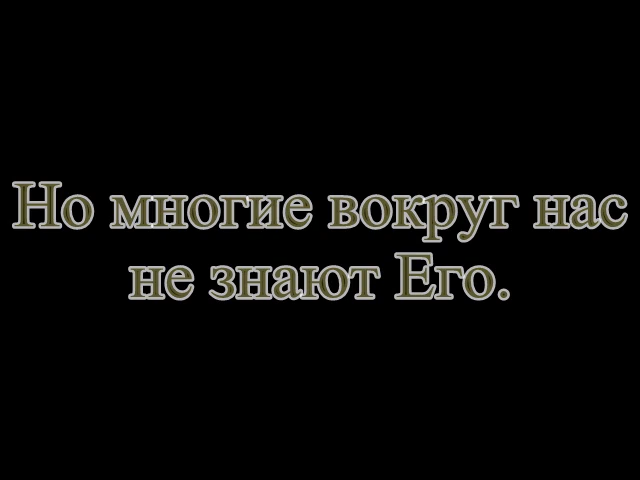 Но многие вокруг нас
не знают Его.